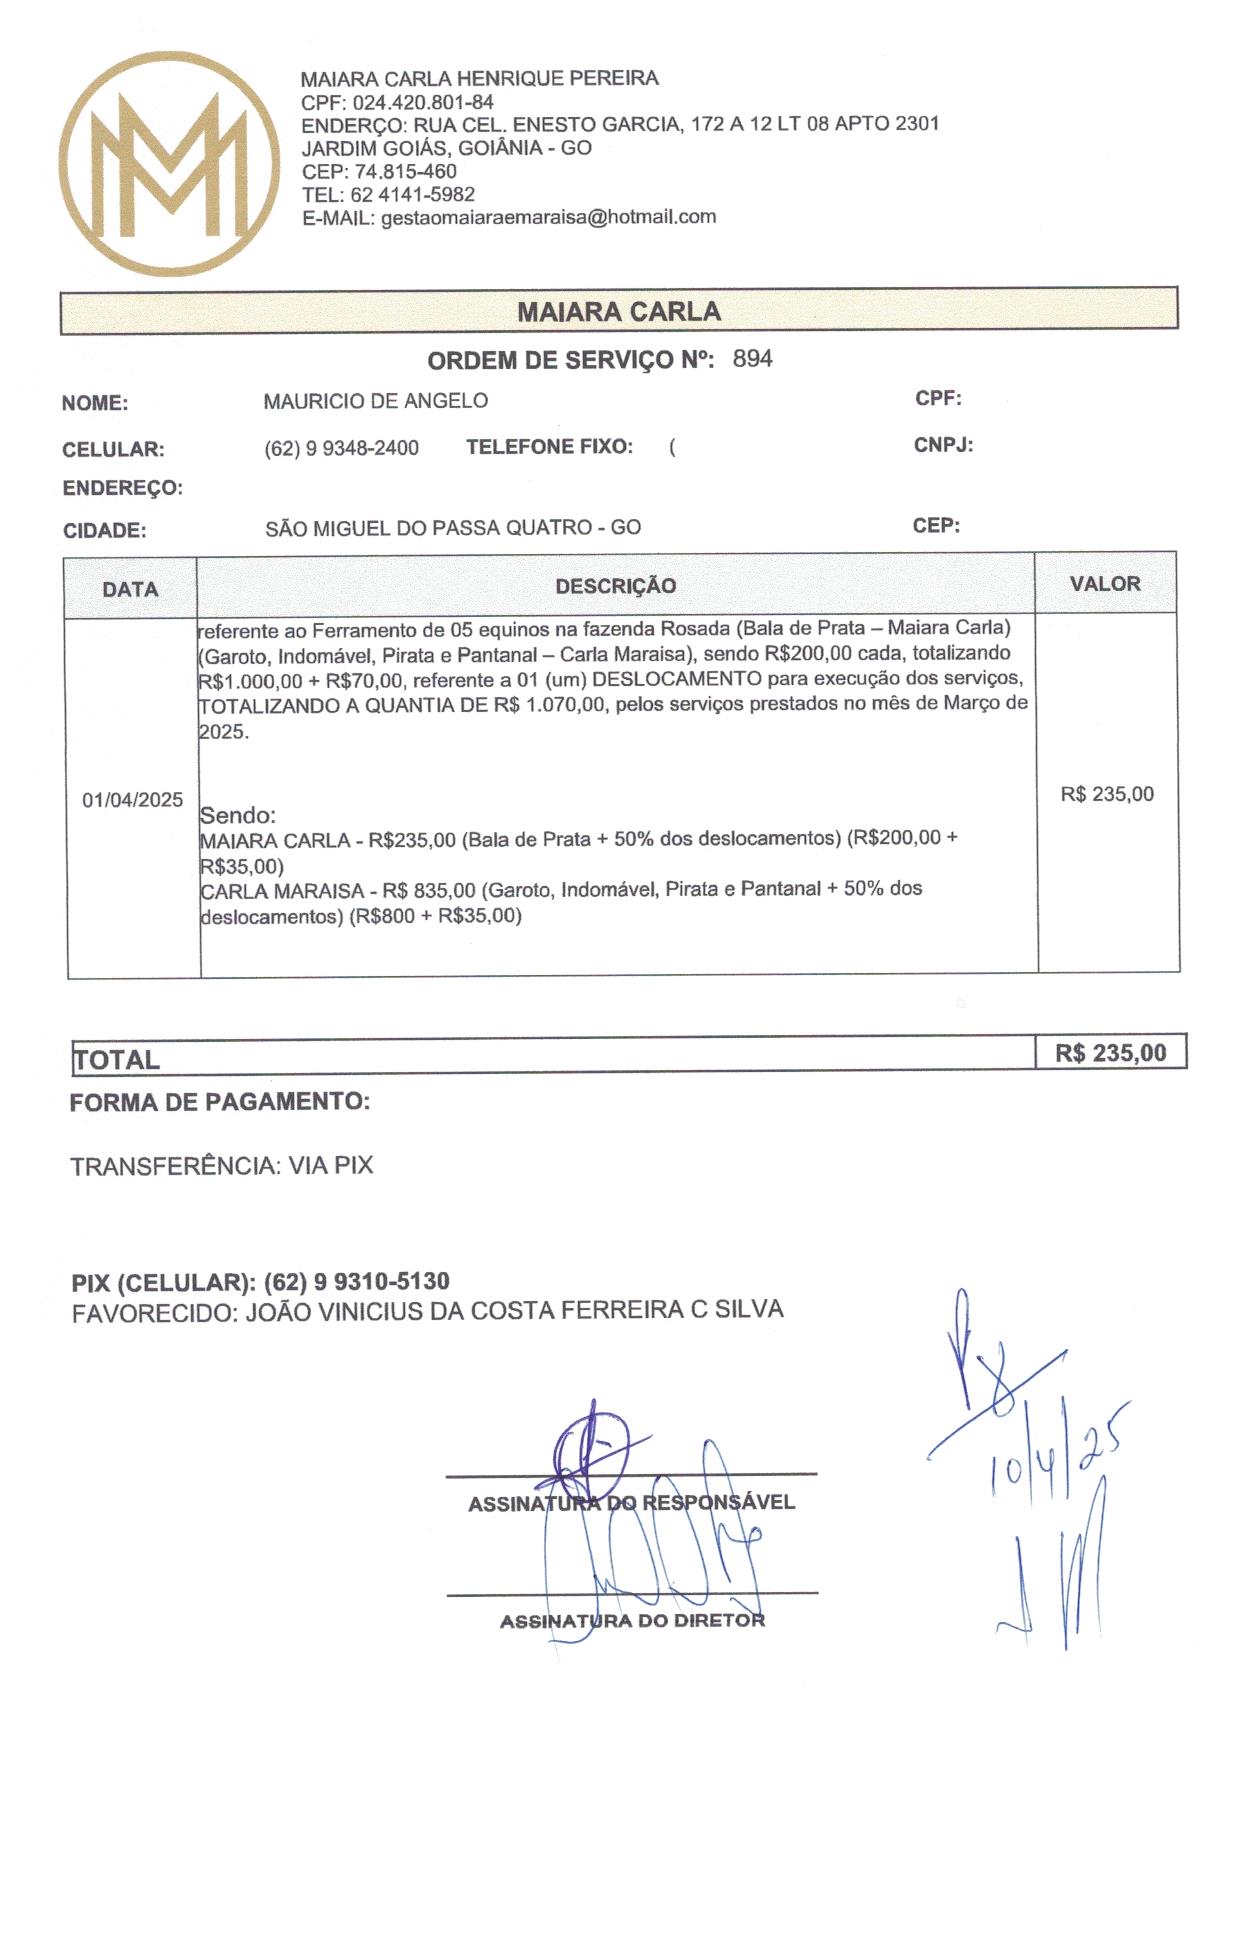 MAIARA CARLA HENRIQUE PEREIRA
CPF: 024.420.801-84
ENDERÇO: RUA CEL. ENESTO GARCIA, 172 A 12 LT 08 APTO 2301
JARDIM GOIÁS, GOIÂNIA - GO
CEP: 74.815-460
TEL: 62 4141-5982
E-MAIL: gestaomaiaraemaraisa@hotmail.com
MAIARA CARLA
ORDEM DE SERVIÇO Nº: 894
NOME: MAURICIO DE ANGELO CPF:
CELULAR: (62) 9 9348-2400 TELEFONE FIXO: ( CNPJ:
ENDEREÇO:
CIDADE: SÃO MIGUEL DO PASSA QUATRO - GO CEP:
DATA DESCRIÇÃO VALOR
referente ao Ferramento de 05 equinos na fazenda Rosada (Bala de Prata – Maiara Carla)
(Garoto, Indomável, Pirata e Pantanal – Carla Maraisa), sendo R$200,00 cada, totalizando
R$1.000,00 + R$70,00, referente a 01 (um) DESLOCAMENTO para execução dos serviços,
TOTALIZANDO A QUANTIA DE R$ 1.070,00, pelos serviços prestados no mês de Março de
2025.
01/04/2025 R$ 235,00
Sendo:
MAIARA CARLA - R$235,00 (Bala de Prata + 50% dos deslocamentos) (R$200,00 +
R$35,00)
CARLA MARAISA - R$ 835,00 (Garoto, Indomável, Pirata e Pantanal + 50% dos
deslocamentos) (R$800 + R$35,00)
TOTAL R$ 235,00
FORMA DE PAGAMENTO:
TRANSFERÊNCIA: VIA PIX
PIX (CELULAR): (62) 9 9310-5130
FAVORECIDO: JOÃO VINICIUS DA COSTA FERREIRA C SILVA
10/4/25
ASSINATURA DO RESPONSÁVEL
ASSINATURA DO DIRETOR